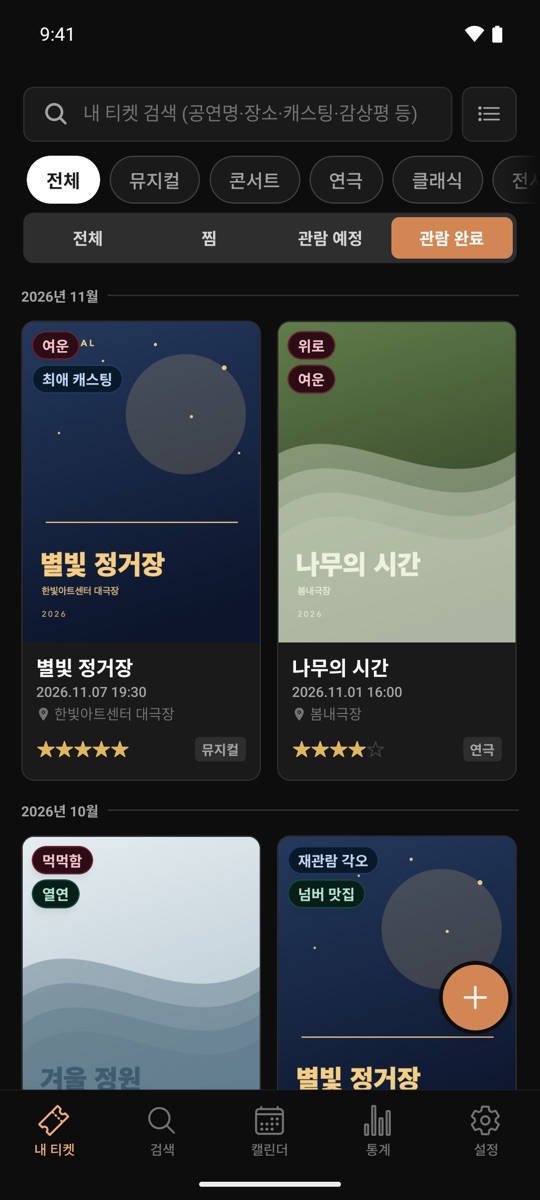 9:41
내 티켓 검색 (공연명·장소·캐스팅·감상평 등)
전체 뮤지컬 콘서트 연극 클래식
전체 찜 관람 예정 관람 완료
2026년 11월
여운
AL
최애 캐스팅
별빛 정거장
한빛아트센터 대극장
2026
별빛 정거장
2026.11.07 19:30
한빛아트센터 대극장
뮤지컬
위로
여운
나무의 시간
봄내극장
2026
나무의 시간
2026.11.01 16:00
봄내극장
연극
2026년 10월
먹먹함
열연
겨울 정원
재관람 각오
넘버 맛집
별빛 정거장
내 티켓 검색 캘린더 통계 설정